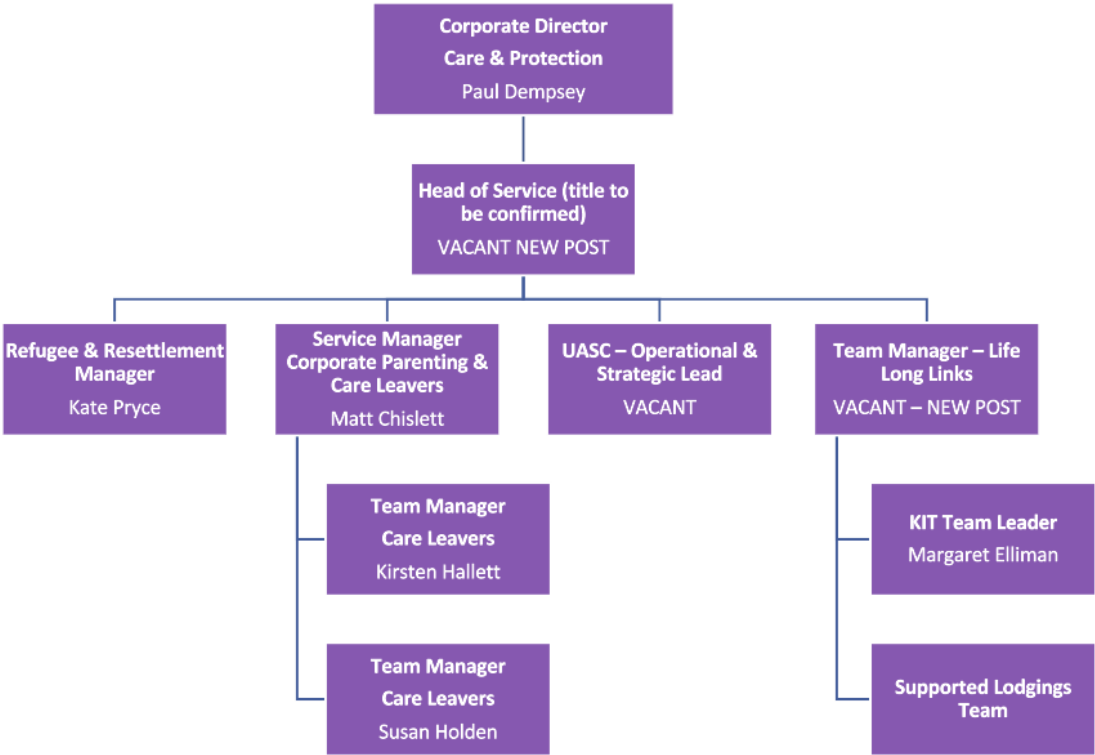 Corporate Director
Care & Protection
Paul Dempsey
Head of Service (title to
be confirmed)
VACANT NEW POST
Refugee & Resettlement
Manager
Kate Pryce
Service Manager
Corporate Parenting &
Care Leavers
Matt Chislett
UASC – Operational &
Strategic Lead
VACANT
Team Manager – Life
Long Links
VACANT – NEW POST
Team Manager
Care Leavers
Kirsten Hallett
KIT Team Leader
Margaret Elliman
Team Manager
Care Leavers
Susan Holden
Supported Lodgings
Team